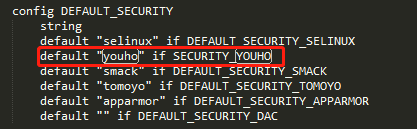 config DEFAULT_SECURITY
string
default "selinux" if DEFAULT_SECURITY_SELINUX
default "youho" if SECURITY_YOUHO
default "smack" if DEFAULT_SECURITY_SMACK
default "tomoyo" if DEFAULT_SECURITY_TOMOYO
default "apparmor" if DEFAULT_SECURITY_APPARMOR
default "" if DEFAULT_SECURITY_DAC